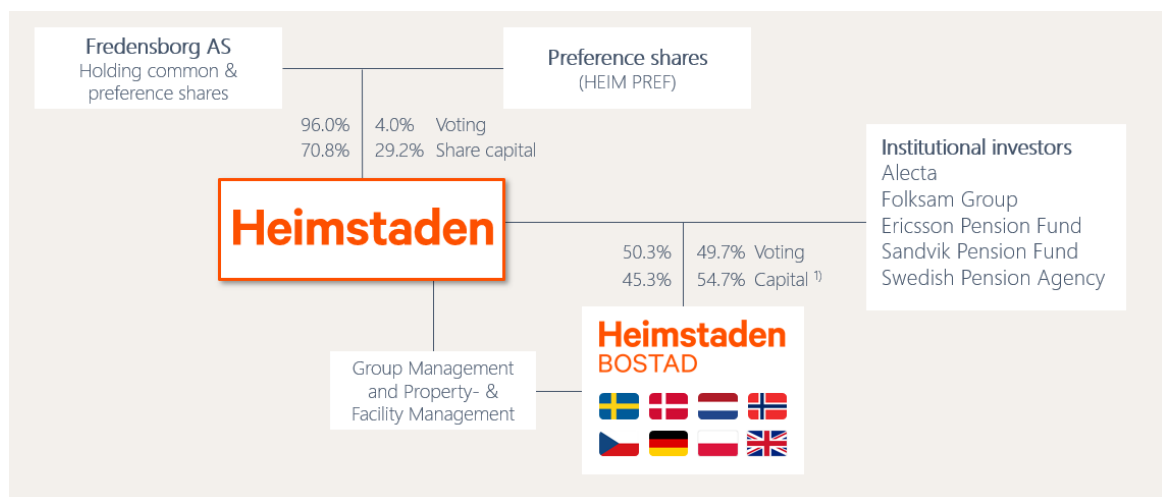 Fredensborg AS
Holding common &
preference shares
Preference shares
(HEIM PREF)
96.0% 4.0% Voting
70.8% 29.2% Share capital
Heimstaden
Institutional investors
Alecta
Folksam Group
Ericsson Pension Fund
Sandvik Pension Fund
Swedish Pension Agency
50.3% 49.7% Voting
45.3% 54.7% Capital ¹⁾
Heimstaden
BOSTAD
Group Management
and Property- &
Facility Management